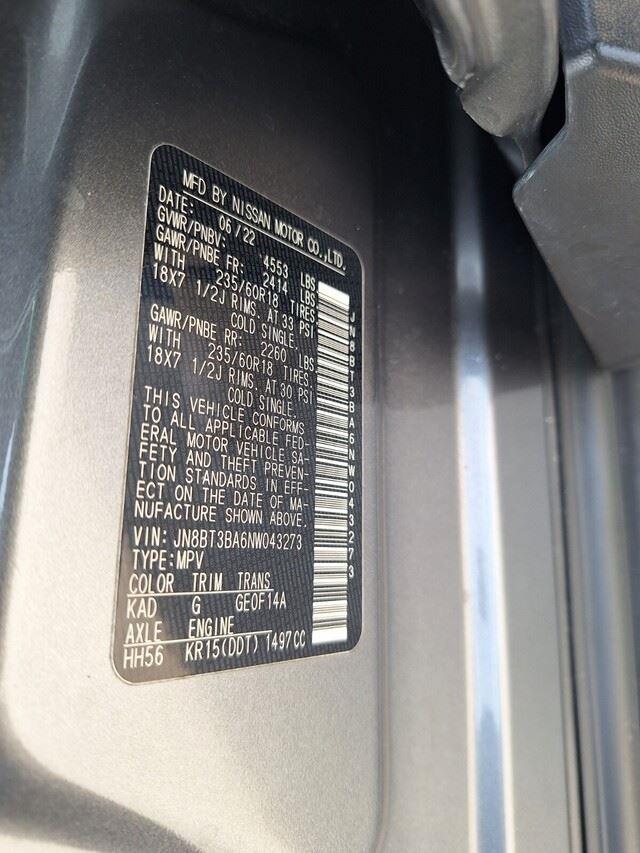 MFD BY NISSAN MOTOR CO.,LTD.
DATE: 06/22
GVWR/PNBV: 4553 LBS
GAWR/PNBE FR: 2414 LBS
WITH 235/60R18 TIRES
18X7 1/2J RIMS, AT 33 PSI
COLD SINGLE.
GAWR/PNBE RR: 2260 LBS
WITH 235/60R18 TIRES,
18X7 1/2J RIMS, AT 30 PSI
COLD SINGLE.
THIS VEHICLE CONFORMS
TO ALL APPLICABLE FED-
ERAL MOTOR VEHICLE SA-
FETY AND THEFT PREVEN-
TION STANDARDS IN EFF-
ECT ON THE DATE OF MA-
NUFACTURE SHOWN ABOVE.
VIN: JN8BT3BA6NW043273
TYPE:MPV
COLOR TRIM TRANS
KAD G GE0F14A
AXLE ENGINE
HH56 KR15(DDT) 1497CC
JN8BT3BA6NW043273